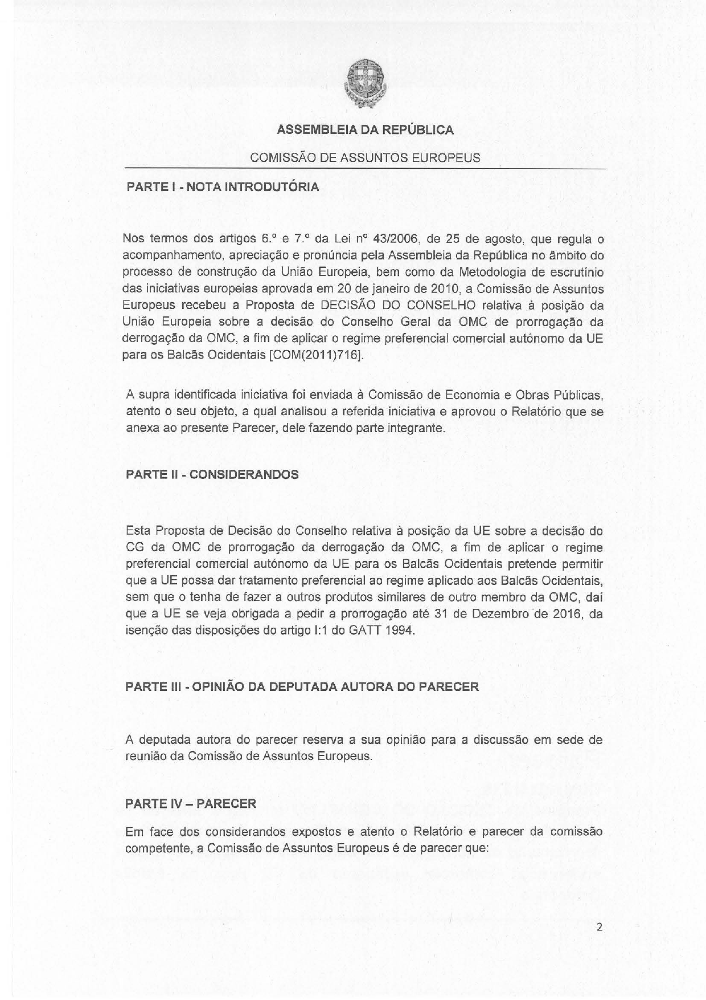 ASSEMBLEIA DA REPÚBLICA
COMISSÃO DE ASSUNTOS EUROPEUS
PARTE I - NOTA INTRODUTÓRIA
Nos termos dos artigos 6.º e 7.º da Lei nº 43/2006, de 25 de agosto, que regula o
acompanhamento, apreciação e pronúncia pela Assembleia da República no âmbito do
processo de construção da União Europeia, bem como da Metodologia de escrutínio
das iniciativas europeias aprovada em 20 de janeiro de 2010, a Comissão de Assuntos
Europeus recebeu a Proposta de DECISÃO DO CONSELHO relativa à posição da
União Europeia sobre a decisão do Conselho Geral da OMC de prorrogação da
derrogação da OMC, a fim de aplicar o regime preferencial comercial autónomo da UE
para os Balcãs Ocidentais [COM(2011)716].
A supra identificada iniciativa foi enviada à Comissão de Economia e Obras Públicas,
atento o seu objeto, a qual analisou a referida iniciativa e aprovou o Relatório que se
anexa ao presente Parecer, dele fazendo parte integrante.
PARTE II - CONSIDERANDOS
Esta Proposta de Decisão do Conselho relativa à posição da UE sobre a decisão do
CG da OMC de prorrogação da derrogação da OMC, a fim de aplicar o regime
preferencial comercial autónomo da UE para os Balcãs Ocidentais pretende permitir
que a UE possa dar tratamento preferencial ao regime aplicado aos Balcãs Ocidentais,
sem que o tenha de fazer a outros produtos similares de outro membro da OMC, daí
que a UE se veja obrigada a pedir a prorrogação até 31 de Dezembro de 2016, da
isenção das disposições do artigo I:1 do GATT 1994.
PARTE III - OPINIÃO DA DEPUTADA AUTORA DO PARECER
A deputada autora do parecer reserva a sua opinião para a discussão em sede de
reunião da Comissão de Assuntos Europeus.
PARTE IV – PARECER
Em face dos considerandos expostos e atento o Relatório e parecer da comissão
competente, a Comissão de Assuntos Europeus é de parecer que:
2